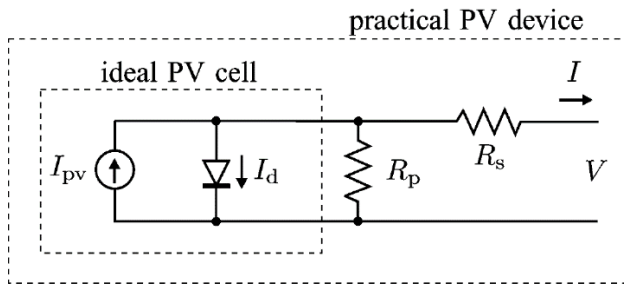 practical PV device
ideal PV cell
I
I_pv
I_d
R_p
R_s
V